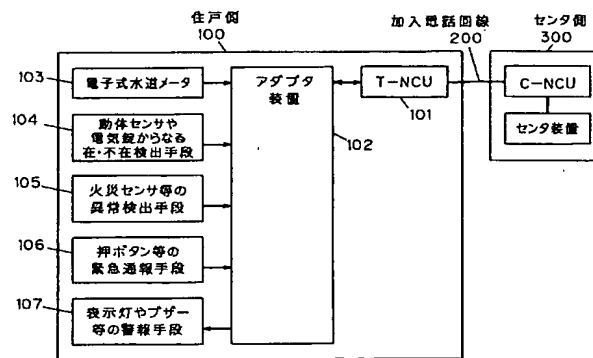 住戸側
100
加入電話回線
200
センタ側
300
103
電子式水道メータ
アダプタ
装置
T-NCU
101
C-NCU
センタ装置
104
動体センサや
電気錠からなる
在・不在検出手段
102
105
火災センサ等の
異常検出手段
106
押ボタン等の
緊急通報手段
107
表示灯やブザー
等の警報手段